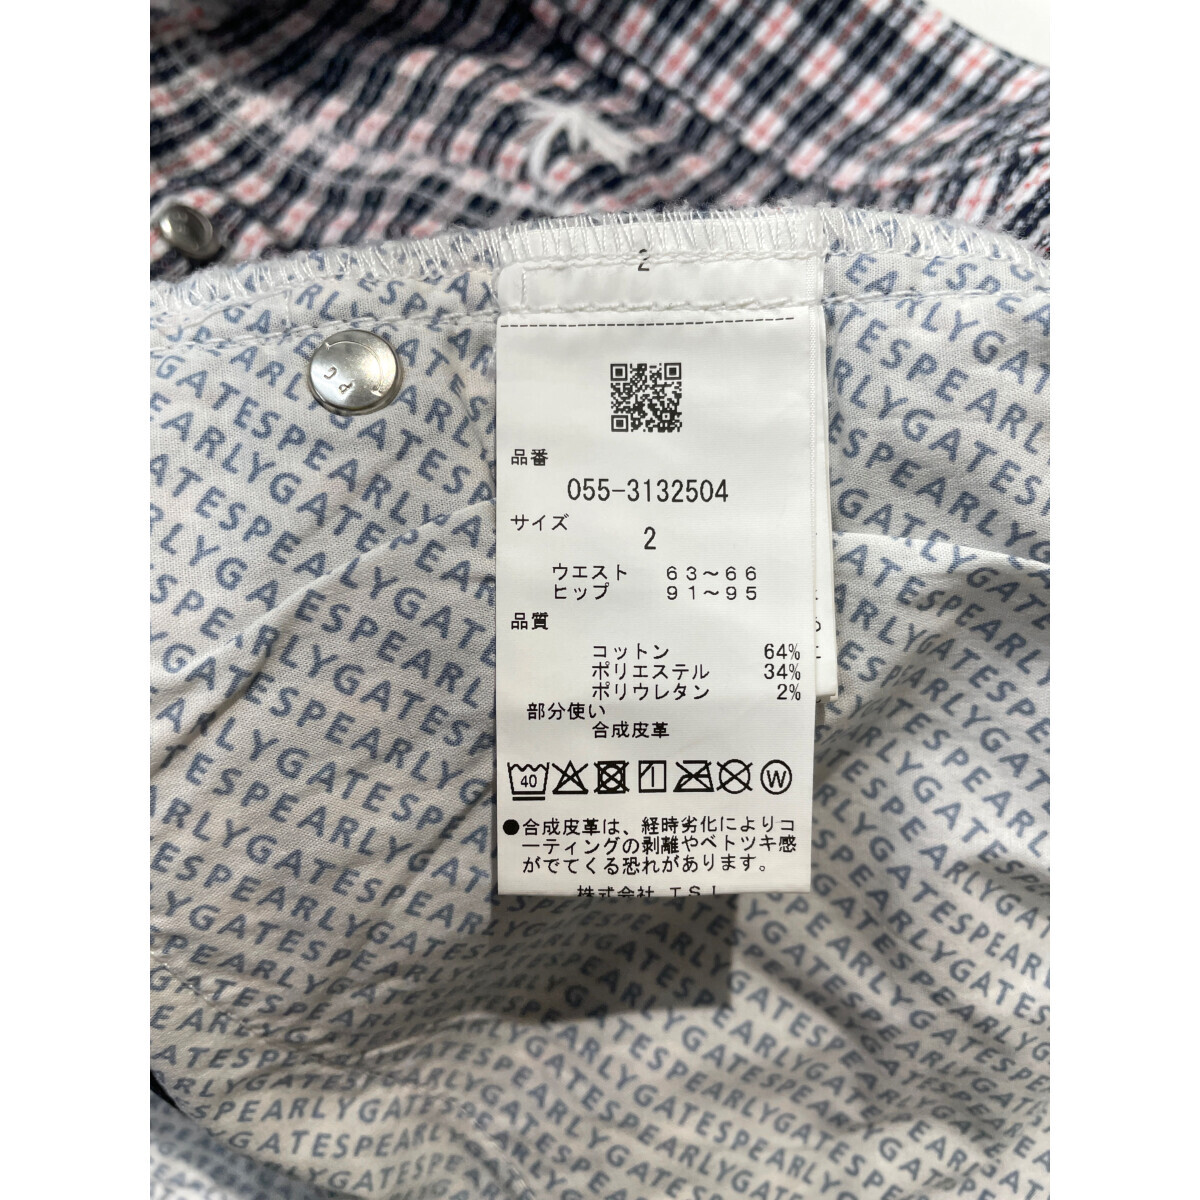 2
品番
055-3132504
サイズ
2
ウエスト 63～66
ヒップ 91～95
品質
コットン 64%
ポリエステル 34%
ポリウレタン 2%
部分使い
合成皮革
40
W
●合成皮革は、経時劣化によりコ
ーティングの剥離やベトツキ感
がでてくる恐れがあります。
株式会社 TSI
PG
PEARLYGATES